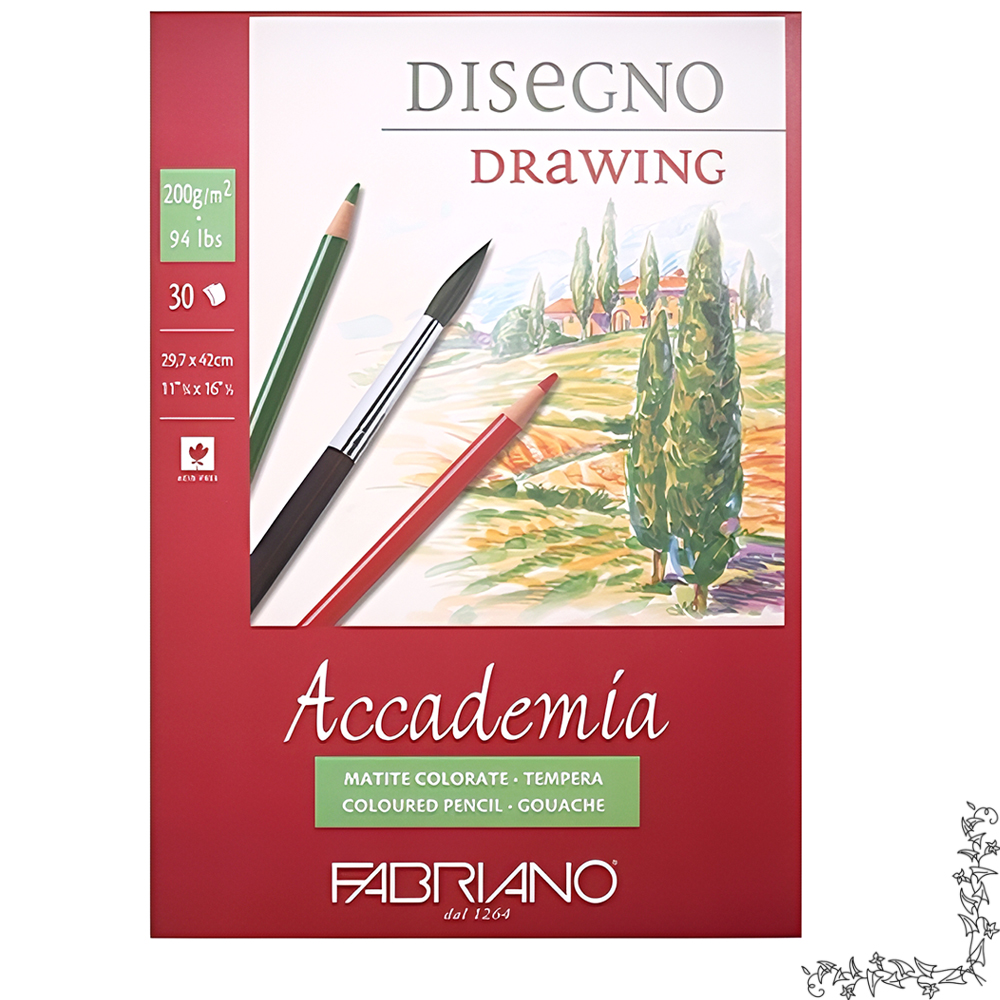 DISeGNO
DRaWING
200g/m²
•
94 lbs
30
29,7 x 42cm
11" ¾ x 16" ½
Accademia
MATITE COLORATE • TEMPERA
COLOURED PENCIL • GOUACHE
FABRIANO®
dal 1264